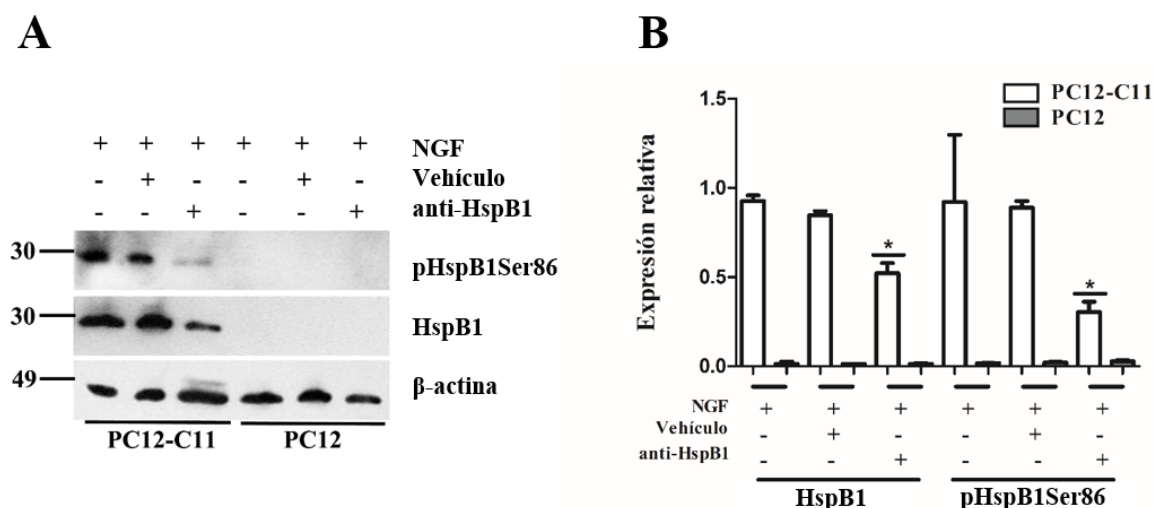 A
+ + + + + + NGF
- + - - + - Vehículo
- - + - - + anti-HspB1
30 pHspB1Ser86
30 HspB1
49 β-actina
PC12-C11 PC12
B
PC12-C11
PC12
Expresión relativa
1.5
1.0
0.5
0.0
* *
NGF + + + + + +
Vehículo - + - - + -
anti-HspB1 - - + - - +
HspB1 pHspB1Ser86